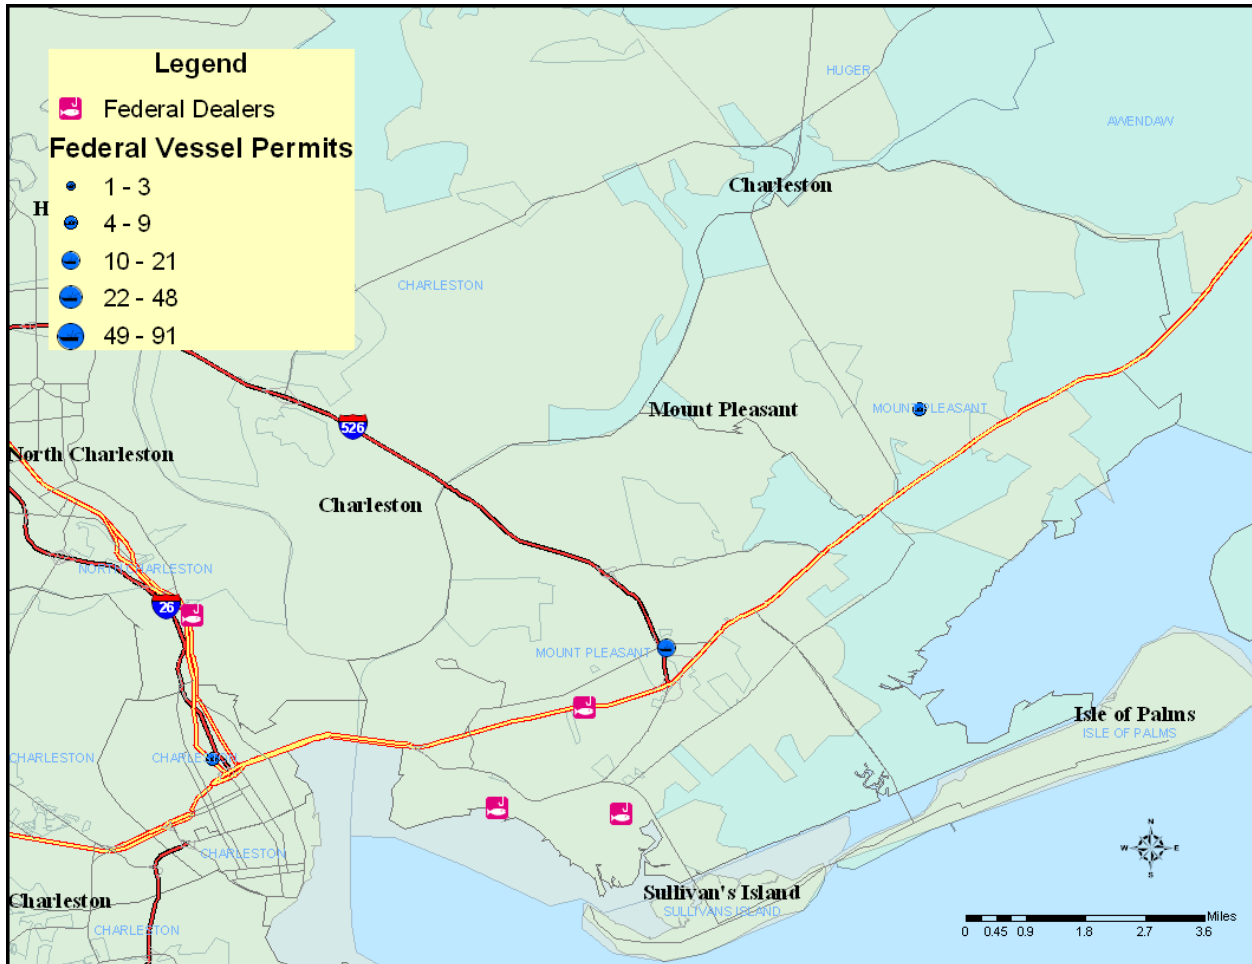 Legend
Federal Dealers
Federal Vessel Permits
1 - 3
4 - 9
10 - 21
22 - 48
49 - 91
HUGER
AWENDAW
Charleston
H
CHARLESTON
Mount Pleasant
MOUNT PLEASANT
526
North Charleston
Charleston
NORTH CHARLESTON
26
MOUNT PLEASANT
Isle of Palms
ISLE OF PALMS
CHARLESTON
CHARLESTON
CHARLESTON
Sullivan's Island
SULLIVANS ISLAND
Charleston
CHARLESTON
N
W E
S
Miles
0 0.45 0.9 1.8 2.7 3.6